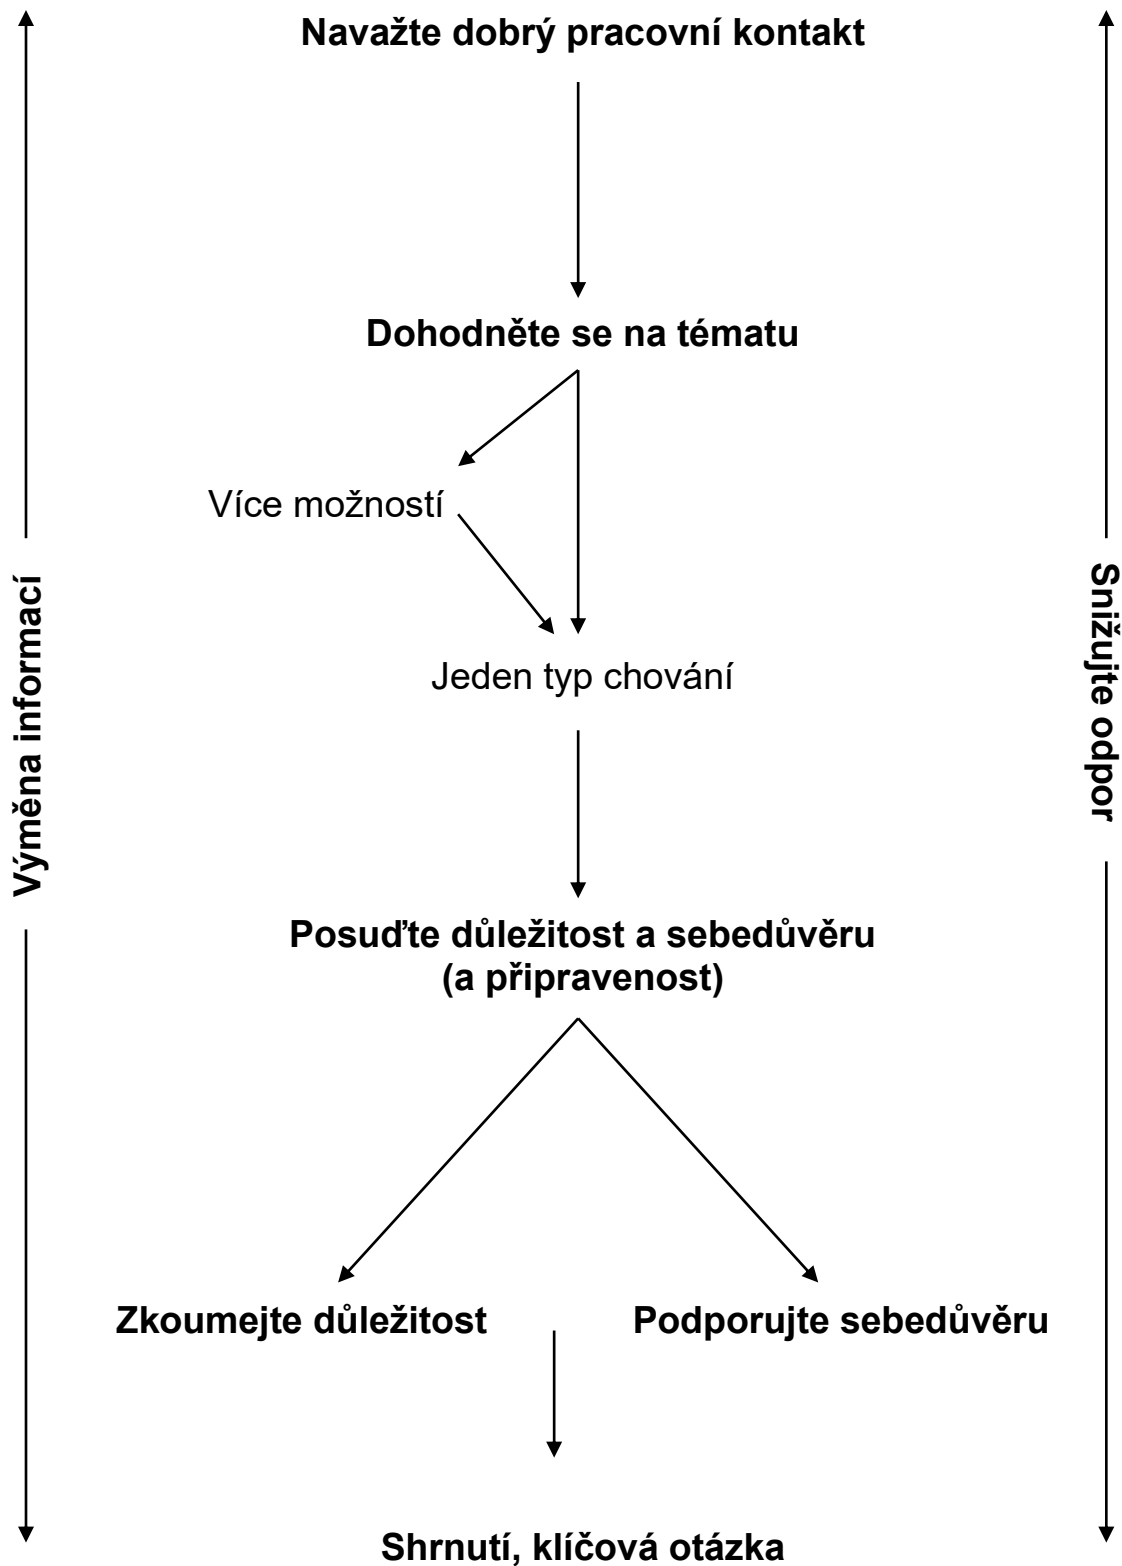 Navažte dobrý pracovní kontakt
Dohodněte se na tématu
Více možností
Jeden typ chování
Výměna informací
Snižujte odpor
Posuďte důležitost a sebedůvěru
(a připravenost)
Zkoumejte důležitost
Podporujte sebedůvěru
Shrnutí, klíčová otázka